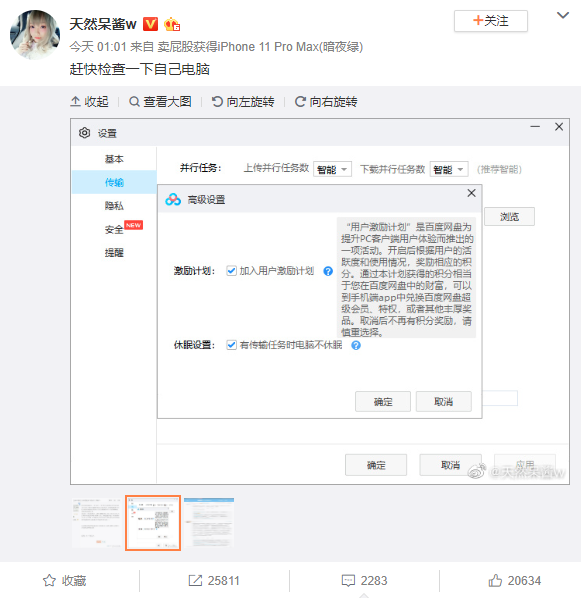 天然呆酱w
+关注
今天 01:01 来自 卖屁股获得iPhone 11 Pro Max(暗夜绿)
赶快检查一下自己电脑
收起 查看大图 向左旋转 向右旋转
设置
基本
并行任务： 上传并行任务数 智能 下载并行任务数 智能 （推荐智能）
传输
高级设置
隐私
浏览
安全 NEW
提醒
“用户激励计划”是百度网盘为
提升PC客户端用户体验而推出的
一项活动。开启后根据用户的活
跃度和使用情况，奖励相应的积
分。通过本计划获得的积分相当
于您在百度网盘中的财富，可以
到手机端app中兑换百度网盘超
级会员、特权，或者其他丰厚奖
品。取消后不再有积分奖励，请
慎重选择。
激励计划： 加入用户激励计划 ?
休眠设置： 有传输任务时电脑不休眠 ?
确定 取消
确定 取消 应用
@天然呆酱w
收藏 25811 2283 20634